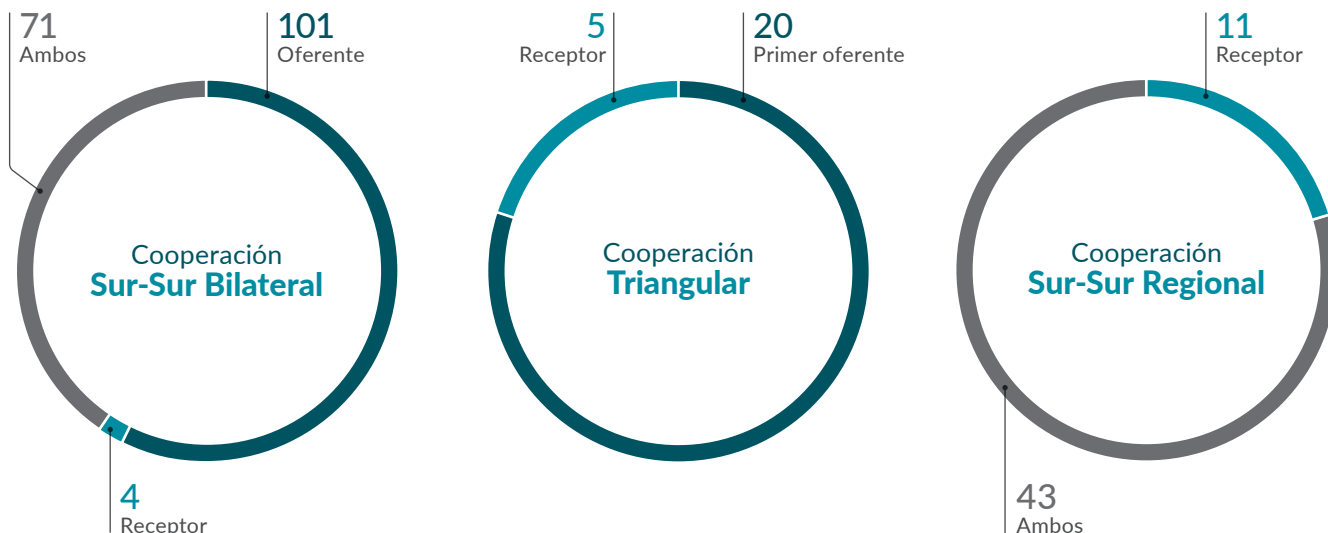 71
Ambos
101
Oferente
Cooperación
Sur-Sur Bilateral
4
Receptor
5
Receptor
20
Primer oferente
Cooperación
Triangular
11
Receptor
Cooperación
Sur-Sur Regional
43
Ambos